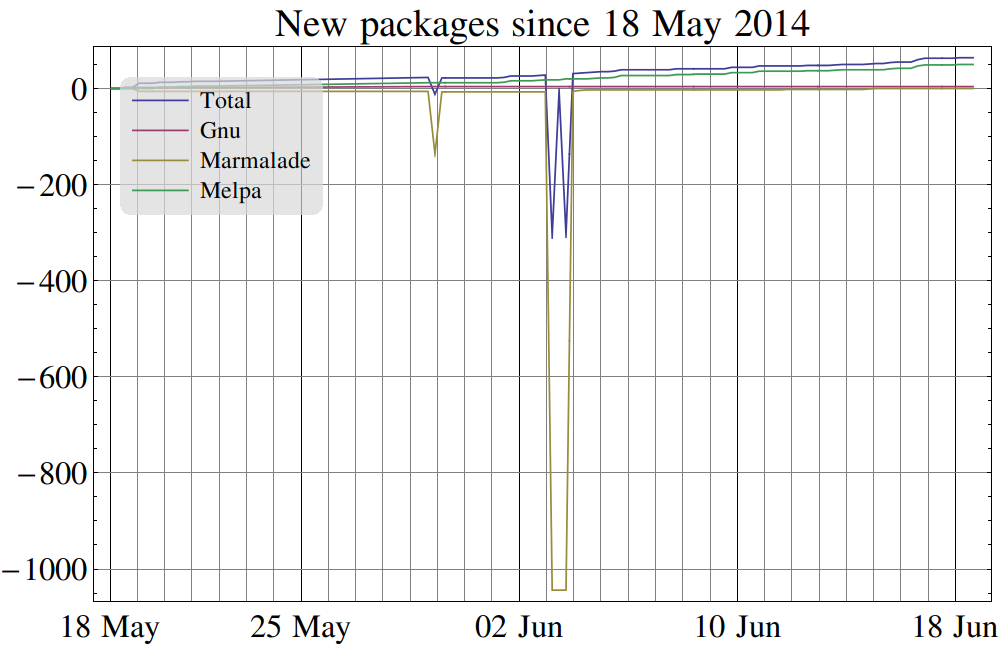 New packages since 18 May 2014
0
Total
Gnu
Marmalade
Melpa
−200
−400
−600
−800
−1000
18 May 25 May 02 Jun 10 Jun 18 Jun